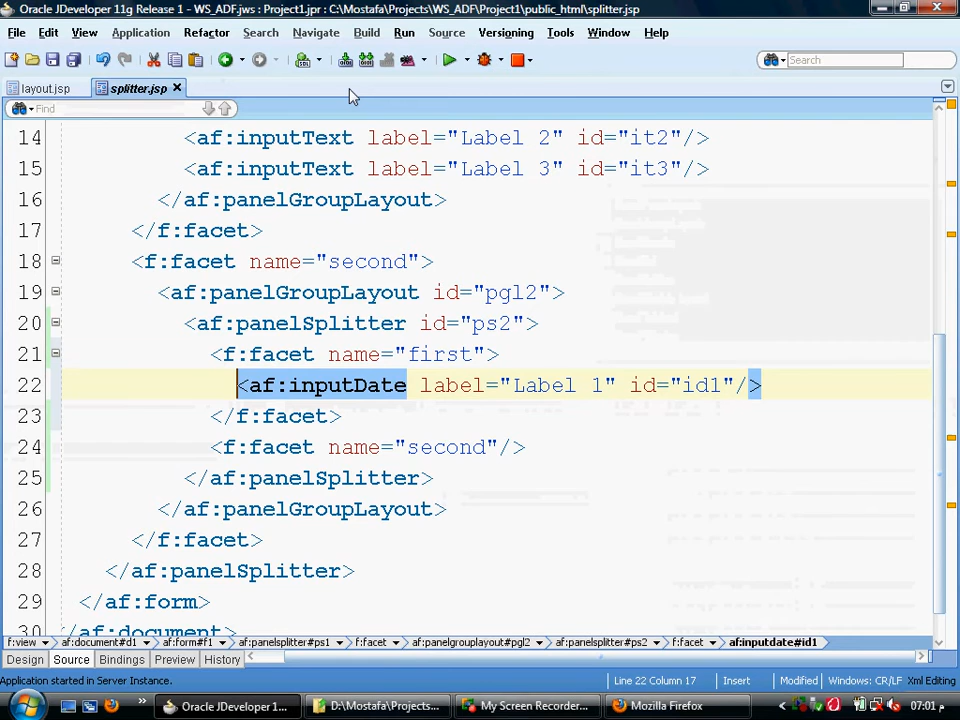 Oracle JDeveloper 11g Release 1 - WS_ADF.jws : Project1.jpr : C:\Mostafa\Projects\WS_ADF\Project1\public_html\splitter.jsp
File Edit View Application Refactor Search Navigate Build Run Source Versioning Tools Window Help
Search
layout.jsp splitter.jsp
Find
14 <af:inputText label="Label 2" id="it2"/>
15 <af:inputText label="Label 3" id="it3"/>
16 </af:panelGroupLayout>
17 </f:facet>
18 <f:facet name="second">
19 <af:panelGroupLayout id="pgl2">
20 <af:panelSplitter id="ps2">
21 <f:facet name="first">
22 <af:inputDate label="Label 1" id="id1"/>
23 </f:facet>
24 <f:facet name="second"/>
25 </af:panelSplitter>
26 </af:panelGroupLayout>
27 </f:facet>
28 </af:panelSplitter>
29 </af:form>
30 </af:document>
f:view af:document#d1 af:form#f1 af:panelsplitter#ps1 f:facet af:panelgrouplayout#pgl2 af:panelsplitter#ps2 f:facet af:inputdate#id1
Design Source Bindings Preview History
Application started in Server Instance. Line 22 Column 17 Insert Modified Windows: CR/LF Xml Editing
Oracle JDeveloper 1... D:\Mostafa\Projects... My Screen Recorder... Mozilla Firefox 07:01 م